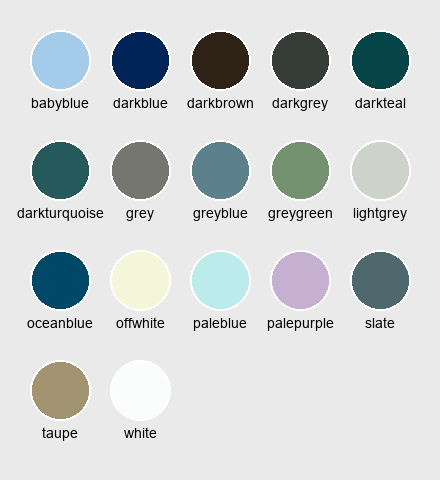 babyblue darkblue darkbrown darkgrey darkteal
darkturquoise grey greyblue greygreen lightgrey
oceanblue offwhite paleblue palepurple slate
taupe white